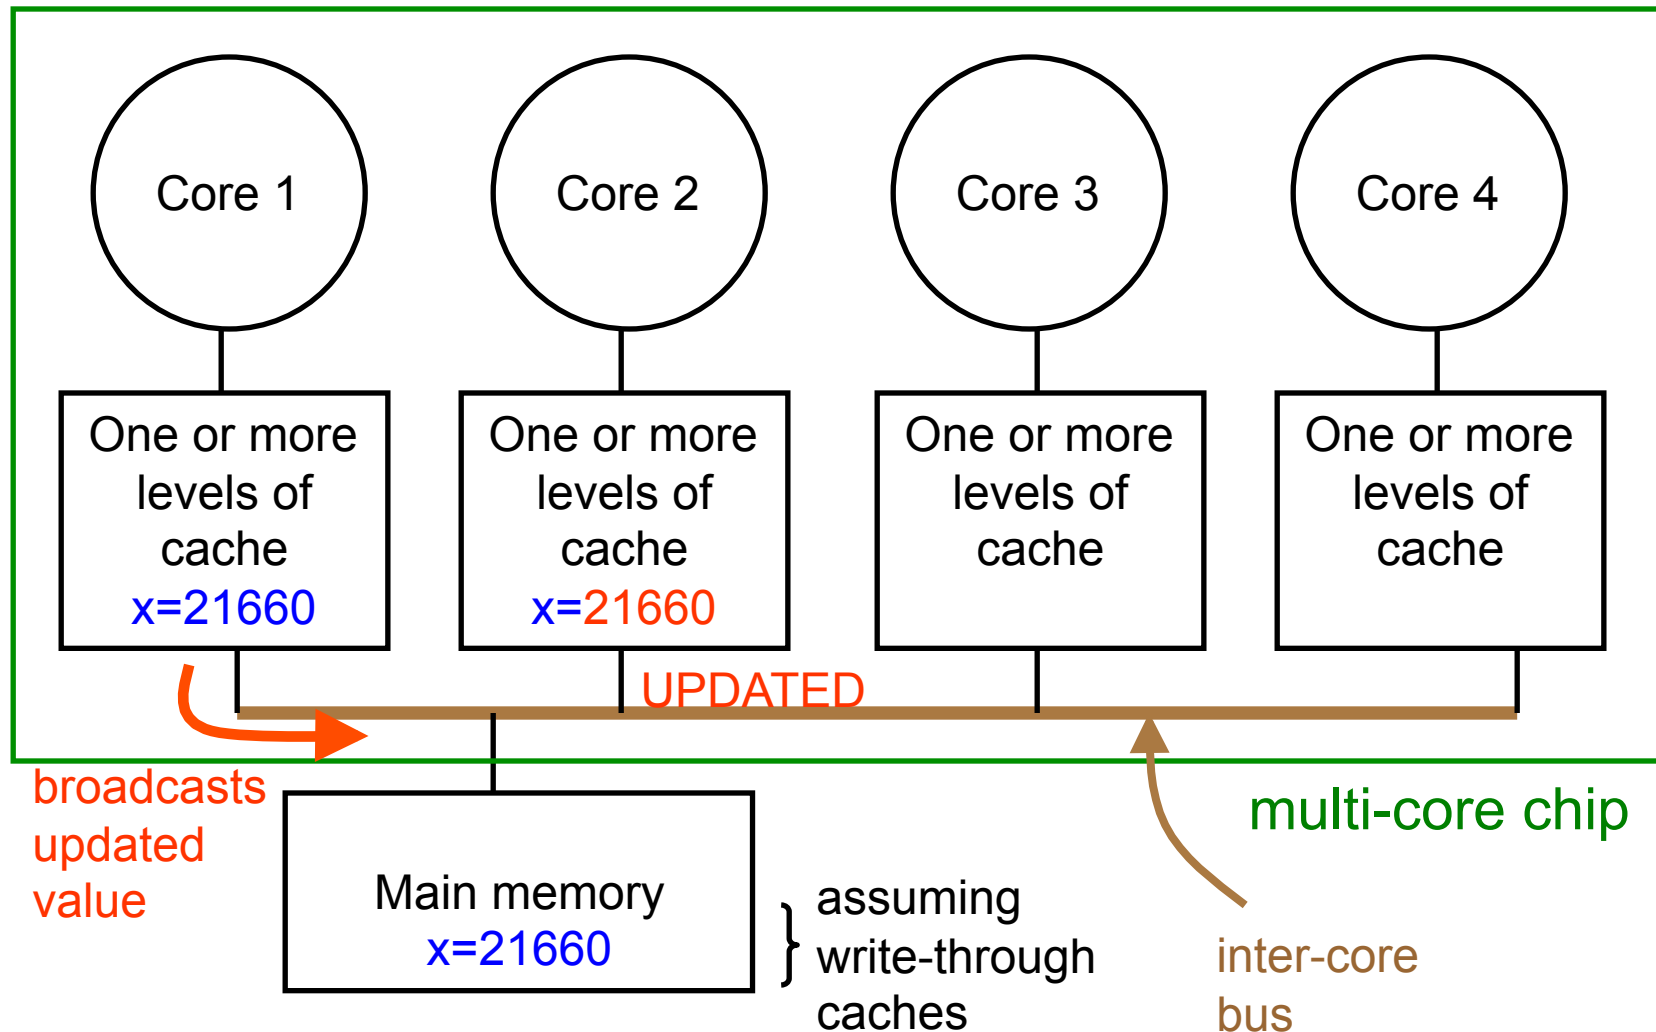 Core 1
Core 2
Core 3
Core 4
One or more
levels of
cache
x=21660
One or more
levels of
cache
x=21660
One or more
levels of
cache
One or more
levels of
cache
UPDATED
broadcasts
updated
value
multi-core chip
Main memory
x=21660
assuming
write-through
caches
inter-core
bus